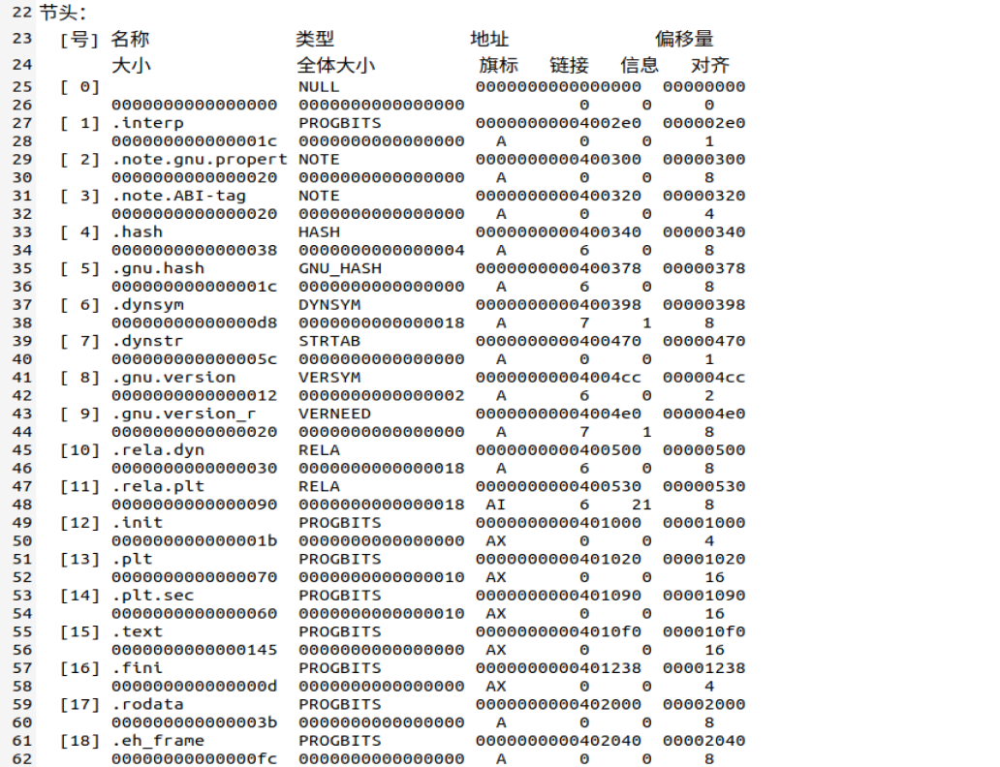 22 节头:
23 [号] 名称 类型 地址 偏移量
24 大小 全体大小 旗标 链接 信息 对齐
25 [ 0] NULL 0000000000000000 00000000
26 0000000000000000 0000000000000000 0 0 0
27 [ 1] .interp PROGBITS 00000000004002e0 000002e0
28 000000000000001c 0000000000000000 A 0 0 1
29 [ 2] .note.gnu.propert NOTE 0000000000400300 00000300
30 0000000000000020 0000000000000000 A 0 0 8
31 [ 3] .note.ABI-tag NOTE 0000000000400320 00000320
32 0000000000000020 0000000000000000 A 0 0 4
33 [ 4] .hash HASH 0000000000400340 00000340
34 0000000000000038 0000000000000004 A 6 0 8
35 [ 5] .gnu.hash GNU_HASH 0000000000400378 00000378
36 000000000000001c 0000000000000000 A 6 0 8
37 [ 6] .dynsym DYNSYM 0000000000400398 00000398
38 00000000000000d8 0000000000000018 A 7 1 8
39 [ 7] .dynstr STRTAB 0000000000400470 00000470
40 000000000000005c 0000000000000000 A 0 0 1
41 [ 8] .gnu.version VERSYM 00000000004004cc 000004cc
42 0000000000000012 0000000000000002 A 6 0 2
43 [ 9] .gnu.version_r VERNEED 00000000004004e0 000004e0
44 0000000000000020 0000000000000000 A 7 1 8
45 [10] .rela.dyn RELA 0000000000400500 00000500
46 0000000000000030 0000000000000018 A 6 0 8
47 [11] .rela.plt RELA 0000000000400530 00000530
48 0000000000000090 0000000000000018 AI 6 21 8
49 [12] .init PROGBITS 0000000000401000 00001000
50 000000000000001b 0000000000000000 AX 0 0 4
51 [13] .plt PROGBITS 0000000000401020 00001020
52 0000000000000070 0000000000000010 AX 0 0 16
53 [14] .plt.sec PROGBITS 0000000000401090 00001090
54 0000000000000060 0000000000000010 AX 0 0 16
55 [15] .text PROGBITS 00000000004010f0 000010f0
56 0000000000000145 0000000000000000 AX 0 0 16
57 [16] .fini PROGBITS 0000000000401238 00001238
58 000000000000000d 0000000000000000 AX 0 0 4
59 [17] .rodata PROGBITS 0000000000402000 00002000
60 000000000000003b 0000000000000000 A 0 0 8
61 [18] .eh_frame PROGBITS 0000000000402040 00002040
62 00000000000000fc 0000000000000000 A 0 0 8